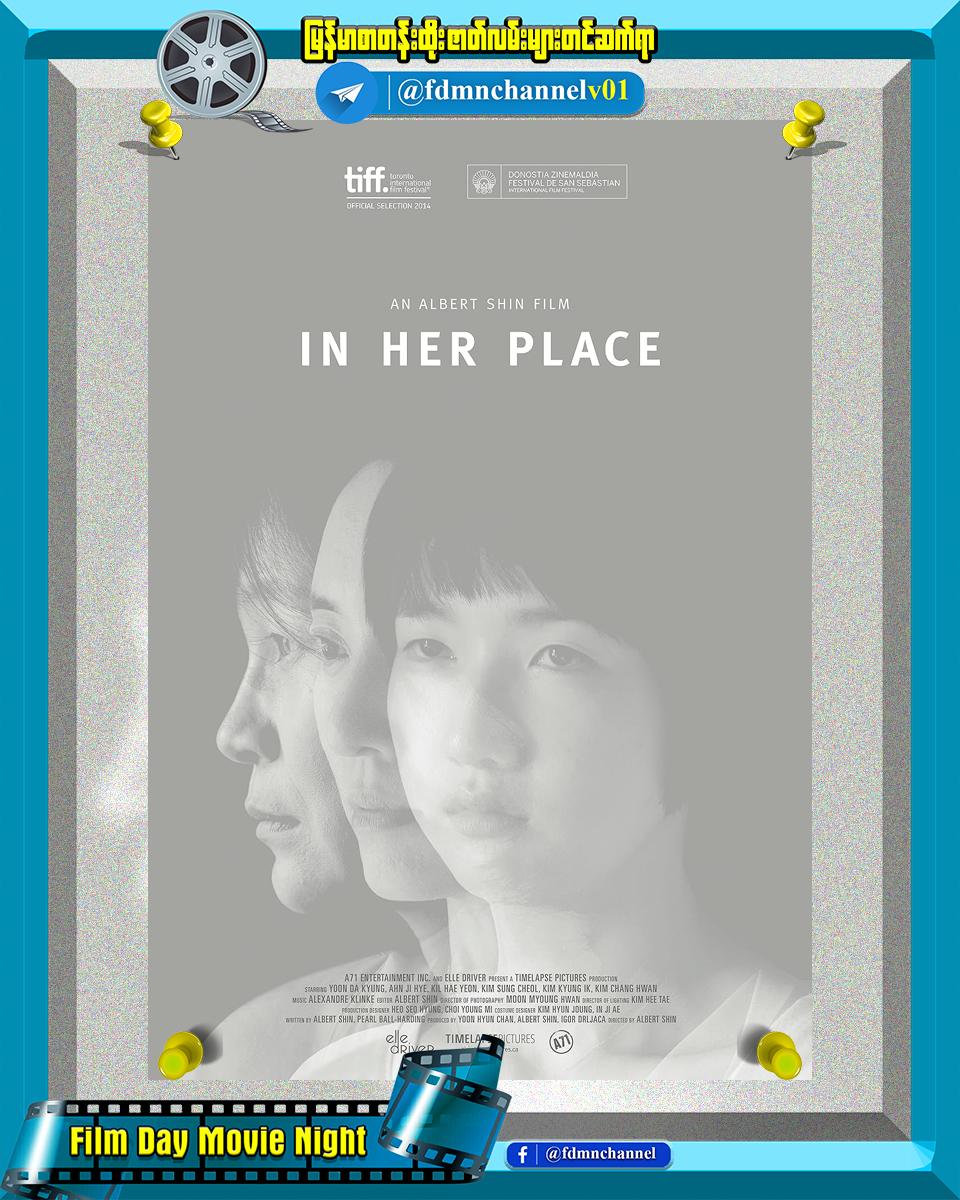 မြန်မာစာတန်းထိုးဇာတ်လမ်းများတင်ဆက်ရာ
@fdmnchannelv01
tiff. toronto international film festival®
OFFICIAL SELECTION 2014
DONOSTIA ZINEMALDIA
FESTIVAL DE SAN SEBASTIAN
INTERNATIONAL FILM FESTIVAL
AN ALBERT SHIN FILM
IN HER PLACE
A71 ENTERTAINMENT INC. AND ELLE DRIVER PRESENT A TIMELAPSE PICTURES PRODUCTION
STARRING YOON DA KYUNG, AHN JI HYE, KIL HAE YEON, KIM SUNG CHEOL, KIM KYUNG IK, KIM CHANG HWAN
MUSIC ALEXANDRE KLINKE EDITOR ALBERT SHIN DIRECTOR OF PHOTOGRAPHY MOON MYOUNG HWAN DIRECTOR OF LIGHTING KIM HEE TAE
PRODUCTION DESIGNER HEO SEO HYUNG, CHOI YOUNG MI COSTUME DESIGNER KIM HYUN JOUNG, IN JI AE
WRITTEN BY ALBERT SHIN, PEARL BALL-HARDING PRODUCED BY YOON HYUN CHAN, ALBERT SHIN, IGOR DRLJACA DIRECTED BY ALBERT SHIN
elle driver
PICTURES
A71
Film Day Movie Night
@fdmnchannel